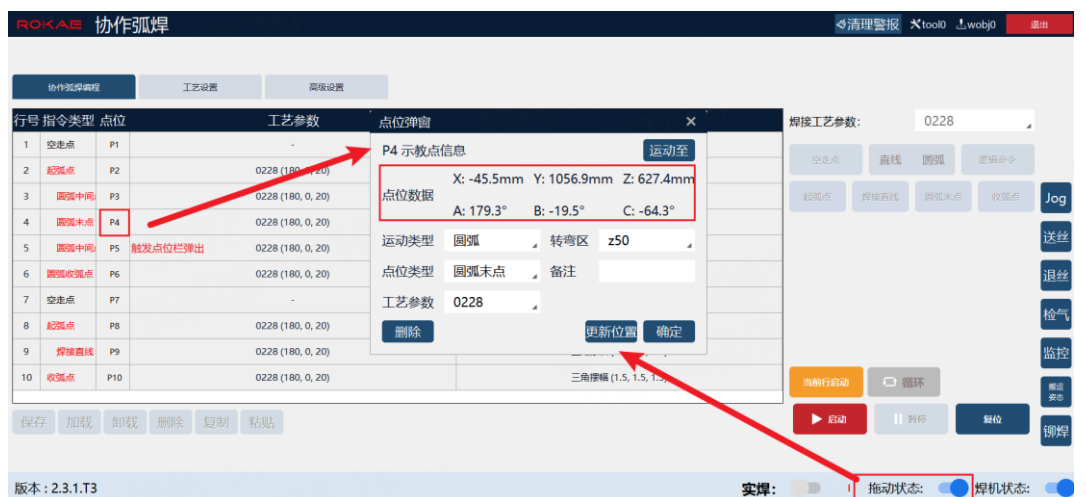 ROKAE 协作弧焊 清理警报 tool0 wobj0 退出
协作弧焊编程 工艺设置 高级设置
行号 指令类型 点位 工艺参数
1 空走点 P1 -
2 起弧点 P2 0228 (180, 0, 20)
3 圆弧中间 P3 0228 (180, 0, 20)
4 圆弧末点 P4 0228 (180, 0, 20)
5 圆弧中间 P5 触发点位栏弹出 0228 (180, 0, 20)
6 圆弧收弧点 P6 0228 (180, 0, 20)
7 空走点 P7 -
8 起弧点 P8 0228 (180, 0, 20)
9 焊接直线 P9 0228 (180, 0, 20)
10 收弧点 P10 0228 (180, 0, 20) 三角摆幅 (1.5, 1.5, 1.5)
点位弹窗 ×
P4 示教点信息 运动至
点位数据 X: -45.5mm Y: 1056.9mm Z: 627.4mm
A: 179.3° B: -19.5° C: -64.3°
运动类型 圆弧 转弯区 z50
点位类型 圆弧末点 备注
工艺参数 0228
删除 更新位置 确定
焊接工艺参数: 0228
空走点 直线 圆弧 逻辑命令
起弧点 焊接直线 圆弧末点 收弧点
Jog
送丝
退丝
检气
监控
搬运
姿态
铆焊
当前行启动 循环
启动 暂停 复位
保存 加载 卸载 删除 复制 粘贴
版本 : 2.3.1.T3 实焊: 拖动状态: 焊机状态: